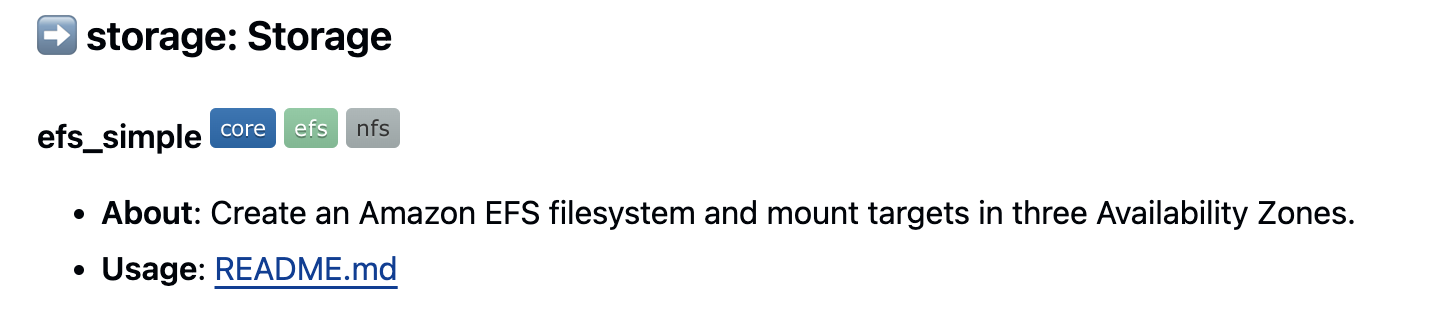 ➡️ storage: Storage
efs_simple core efs nfs
• About: Create an Amazon EFS filesystem and mount targets in three Availability Zones.
• Usage: README.md